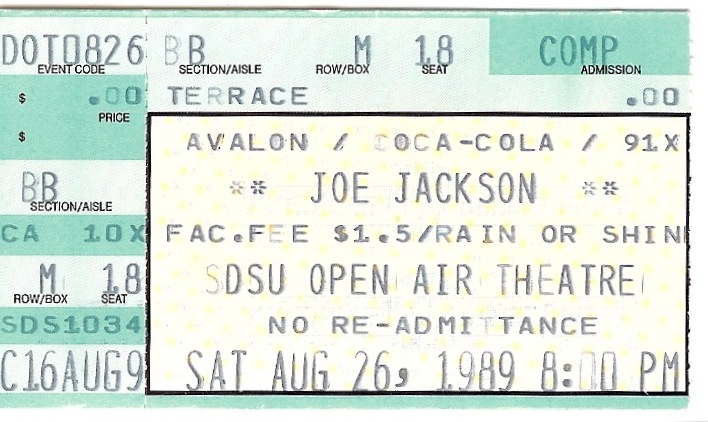 DOT0826
EVENT CODE
$ .00
PRICE
$
BB
SECTION/AISLE
CA 10X
M 18
ROW/BOX SEAT
SDS1034
C16AUG9
BB M 18 COMP
SECTION/AISLE ROW/BOX SEAT ADMISSION
TERRACE .00
AVALON / COCA-COLA / 91X
** JOE JACKSON **
FAC.FEE $1.5/RAIN OR SHIN
SDSU OPEN AIR THEATRE
NO RE-ADMITTANCE
SAT AUG 26, 1989 8:00 PM